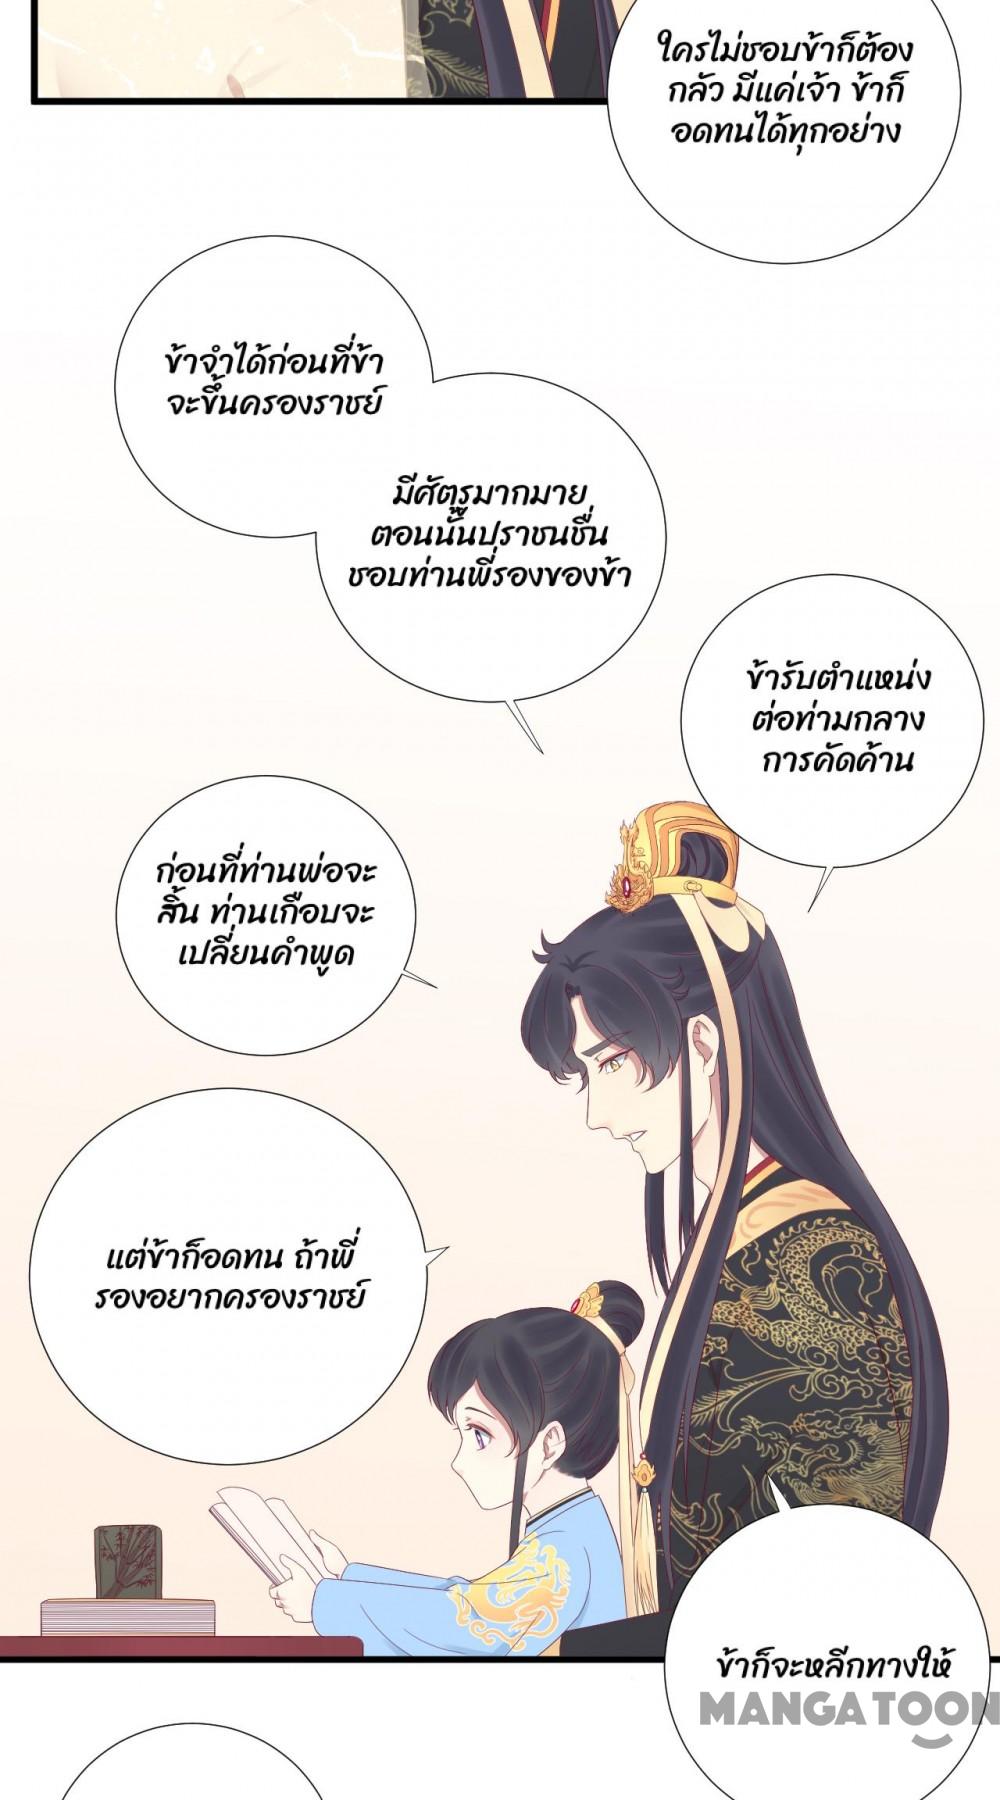 ใครไม่ชอบข้าก็ต้อง
กลัว มีแค่เจ้า ข้าก็
อดทนได้ทุกอย่าง
ข้าจำได้ก่อนที่ข้า
จะขึ้นครองราชย์
มีศัตรูมากมาย
ตอนนั้นปราชนชื่น
ชอบท่านพี่รองของข้า
ข้ารับตำแหน่ง
ต่อท่ามกลาง
การคัดค้าน
ก่อนที่ท่านพ่อจะ
สิ้น ท่านเกือบจะ
เปลี่ยนคำพูด
แต่ข้าก็อดทน ถ้าพี่
รองอยากครองราชย์
ข้าก็จะหลีกทางให้
MANGATOON